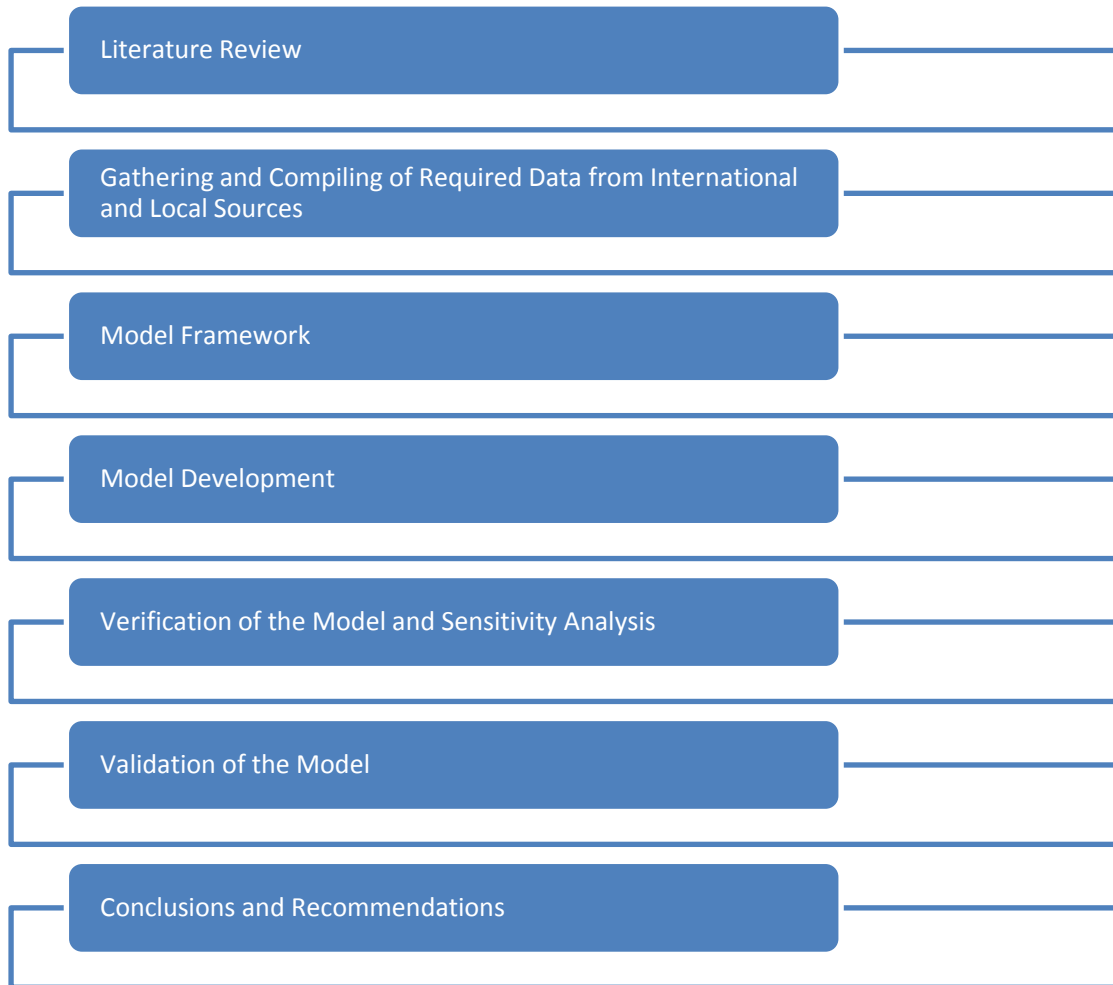 Literature Review
Gathering and Compiling of Required Data from International
and Local Sources
Model Framework
Model Development
Verification of the Model and Sensitivity Analysis
Validation of the Model
Conclusions and Recommendations